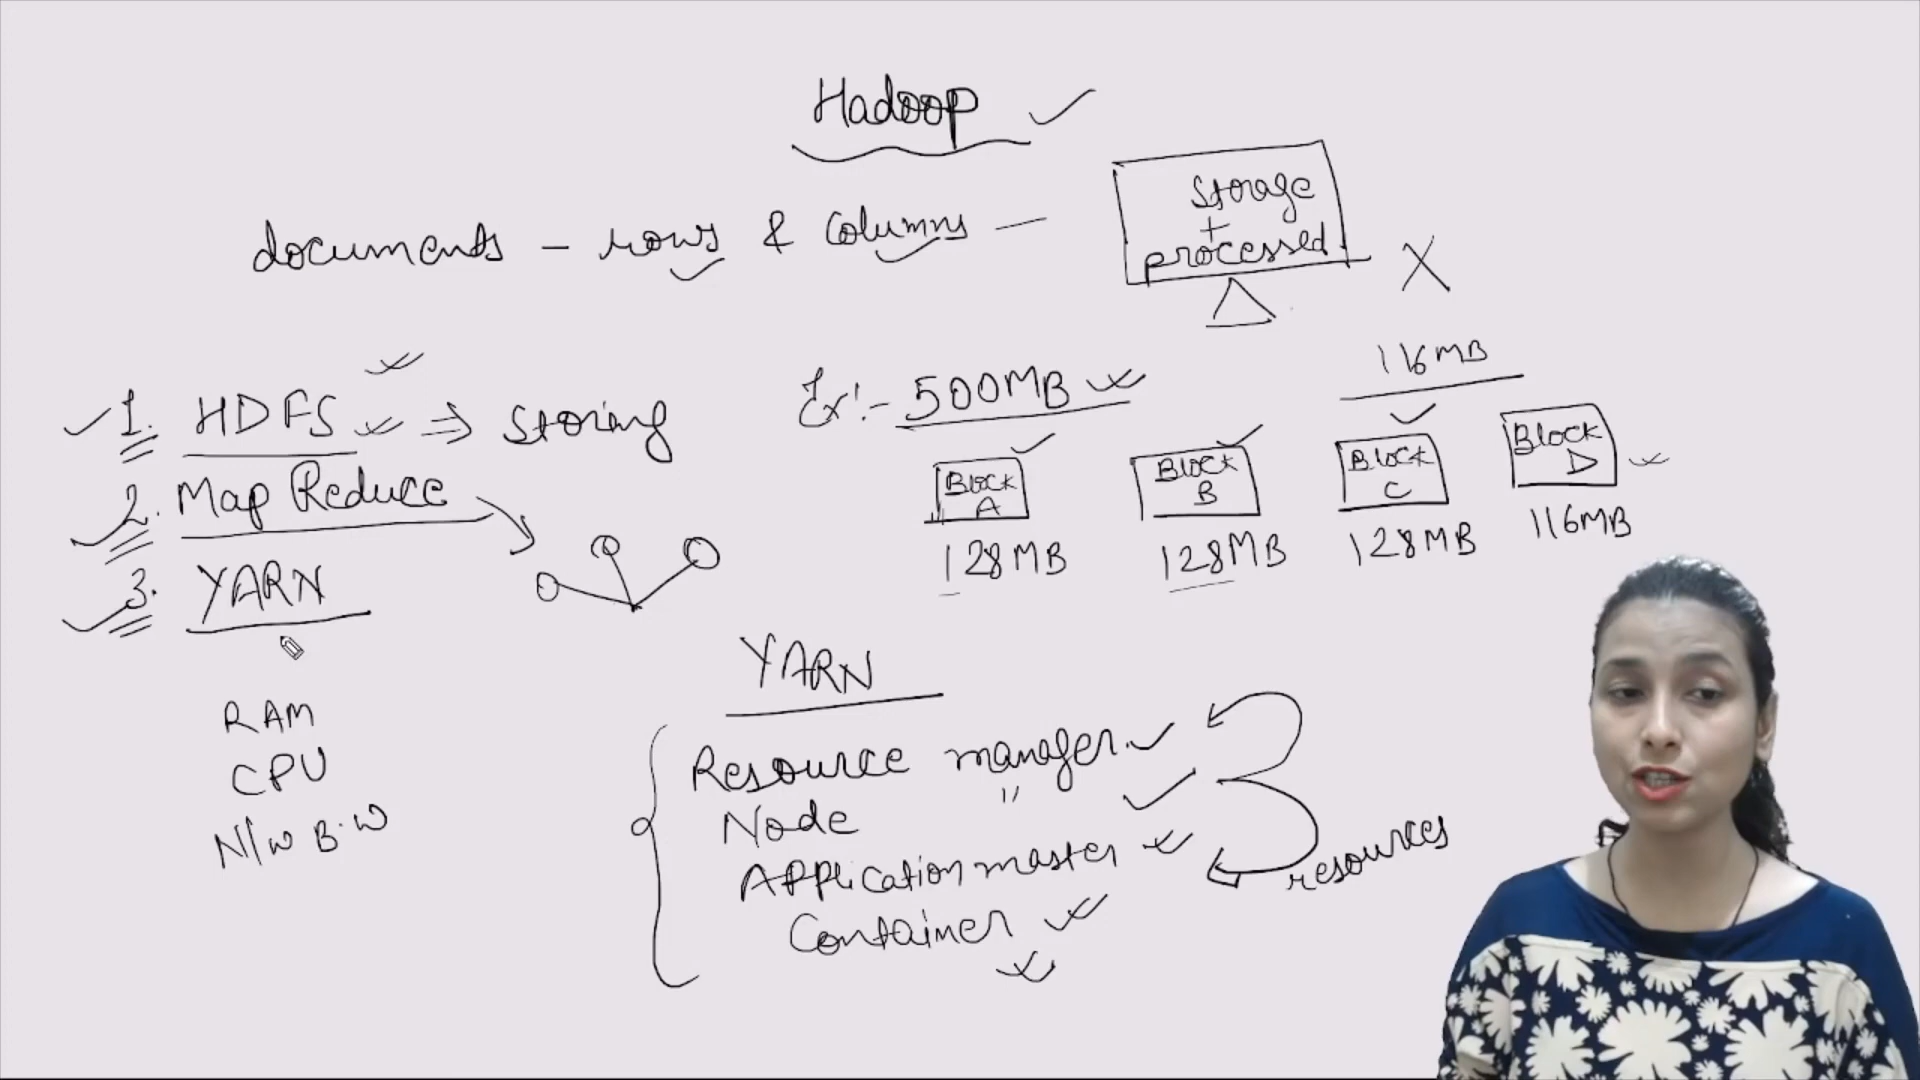 Hadoop
documents - rows & columns -
Storage
+
processed
X
1. HDFS ⇒ Storing
2. Map Reduce
3. YARN
RAM
CPU
N/w B.W
Ex:- 500MB
116MB
Block A
Block B
Block C
Block D
128MB
128MB
128MB
116MB
YARN
Resource manager
Node "
Application master
Container
resources